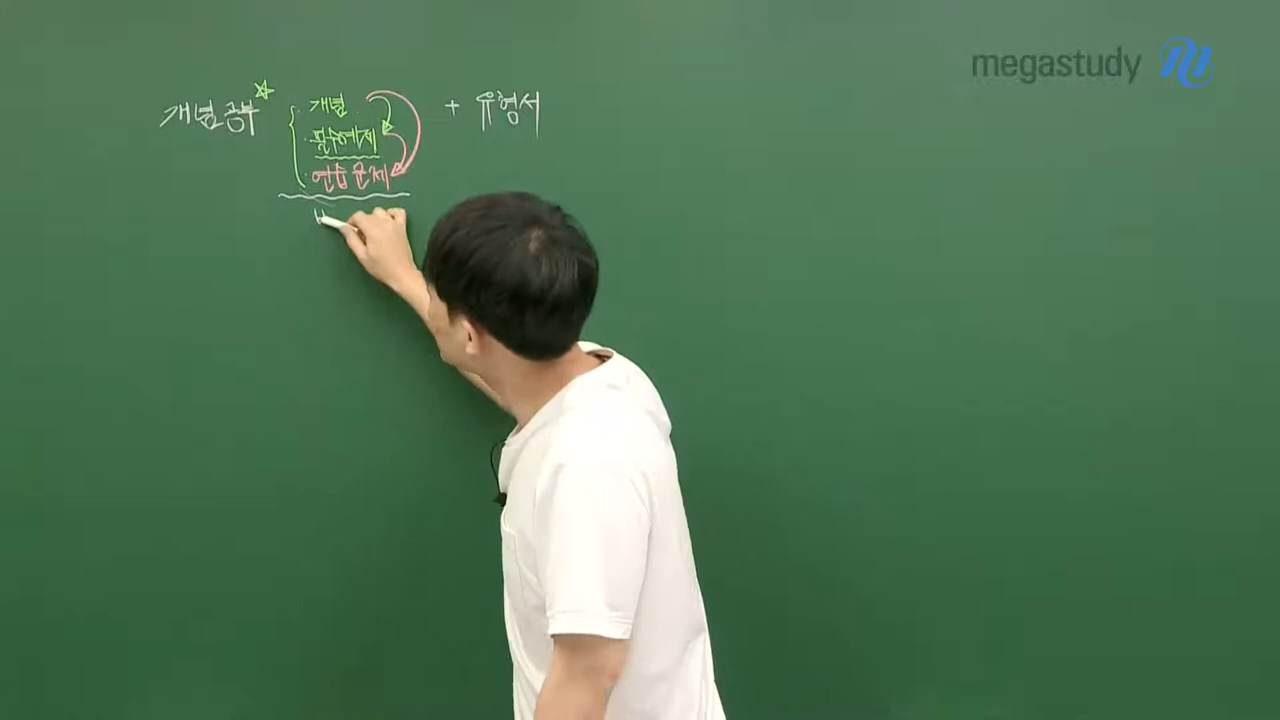 megastudy
개념공부 ☆ { · 개념 + 유형서
· 필수예제
· 연습문제